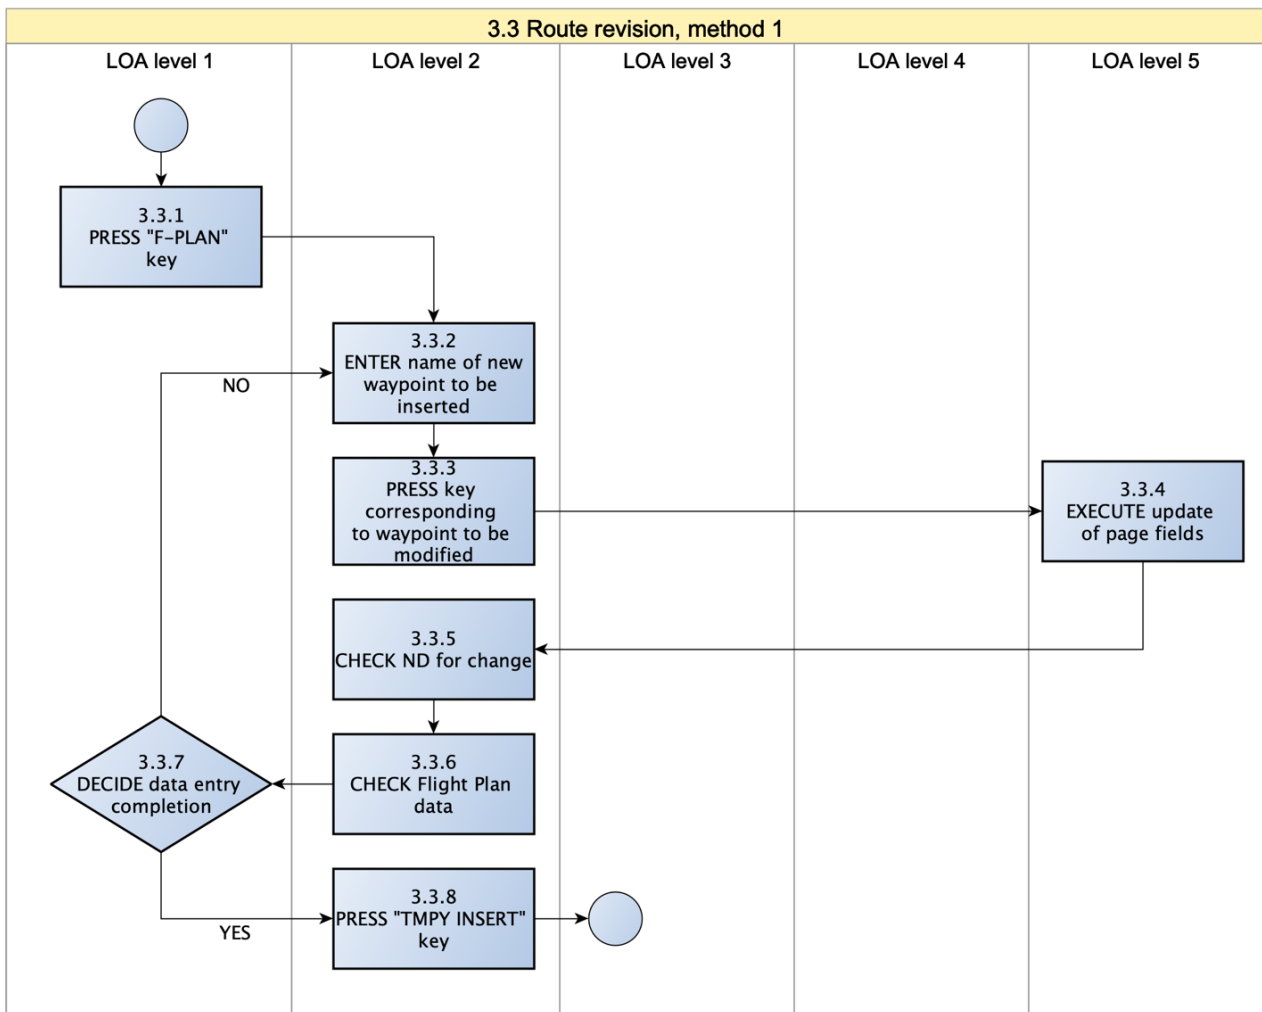 3.3 Route revision, method 1
LOA level 1
LOA level 2
LOA level 3
LOA level 4
LOA level 5
3.3.1
PRESS "F-PLAN"
key
3.3.2
ENTER name of new
waypoint to be
inserted
NO
3.3.3
PRESS key
corresponding
to waypoint to be
modified
3.3.4
EXECUTE update
of page fields
3.3.5
CHECK ND for change
3.3.6
CHECK Flight Plan
data
3.3.7
DECIDE data entry
completion
YES
3.3.8
PRESS "TMPY INSERT"
key